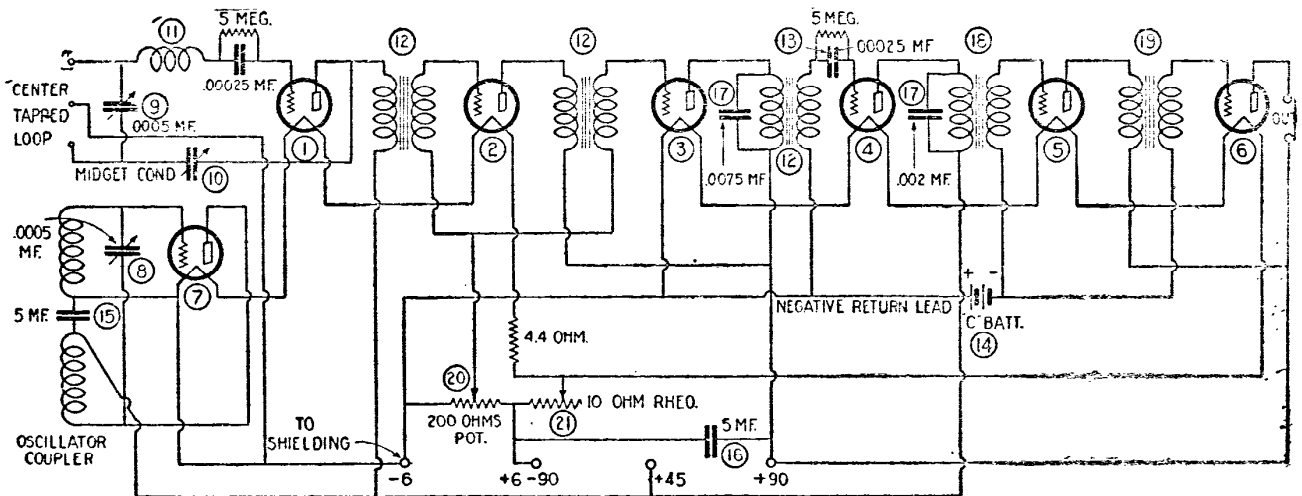 11
5 MEG.
.00025 MF.
CENTER
TAPPED
LOOP
9
.0005 MF.
MIDGET COND
10
1
12
2
12
3
17
.0075 MF.
13
5 MEG.
.00025 MF.
12
4
17
.002 MF.
18
5
19
6
.0005
MF.
8
7
5 MF.
15
OSCILLATOR
COUPLER
4.4 OHM.
NEGATIVE RETURN LEAD
+ -
"C" BATT.
14
20
200 OHMS
POT.
10 OHM RHEO.
21
TO
SHIELDING
5 MF.
16
-6
+6-90
+45
+90